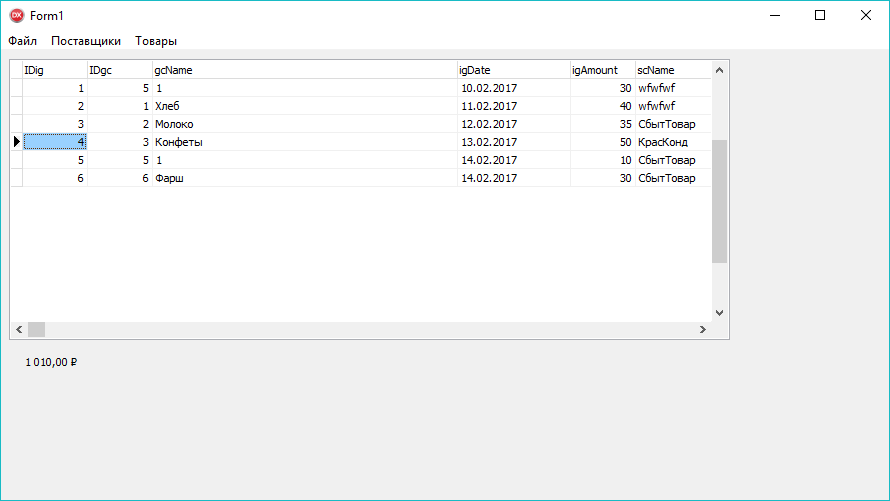 DX Form1
Файл Поставщики Товары
IDig IDgc gcName igDate igAmount scName
1 5 1 10.02.2017 30 wfwfwf
2 1 Хлеб 11.02.2017 40 wfwfwf
3 2 Молоко 12.02.2017 35 СбытТовар
4 3 Конфеты 13.02.2017 50 КрасКонд
5 5 1 14.02.2017 10 СбытТовар
6 6 Фарш 14.02.2017 30 СбытТовар
1 010,00 ₽